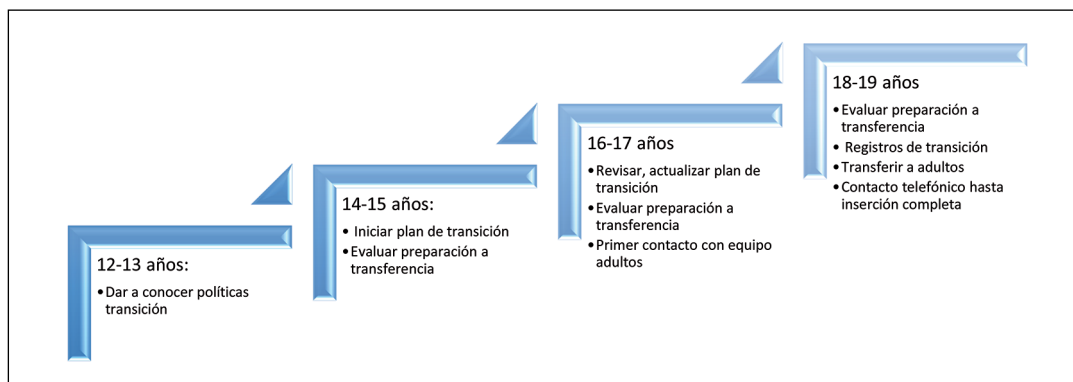 12-13 años:
•Dar a conocer políticas
transición
14-15 años:
• Iniciar plan de transición
•Evaluar preparación a
transferencia
16-17 años
•Revisar, actualizar plan de
transición
•Evaluar preparación a
transferencia
•Primer contacto con equipo
adultos
18-19 años
•Evaluar preparación a
transferencia
• Registros de transición
•Transferir a adultos
•Contacto telefónico hasta
inserción completa